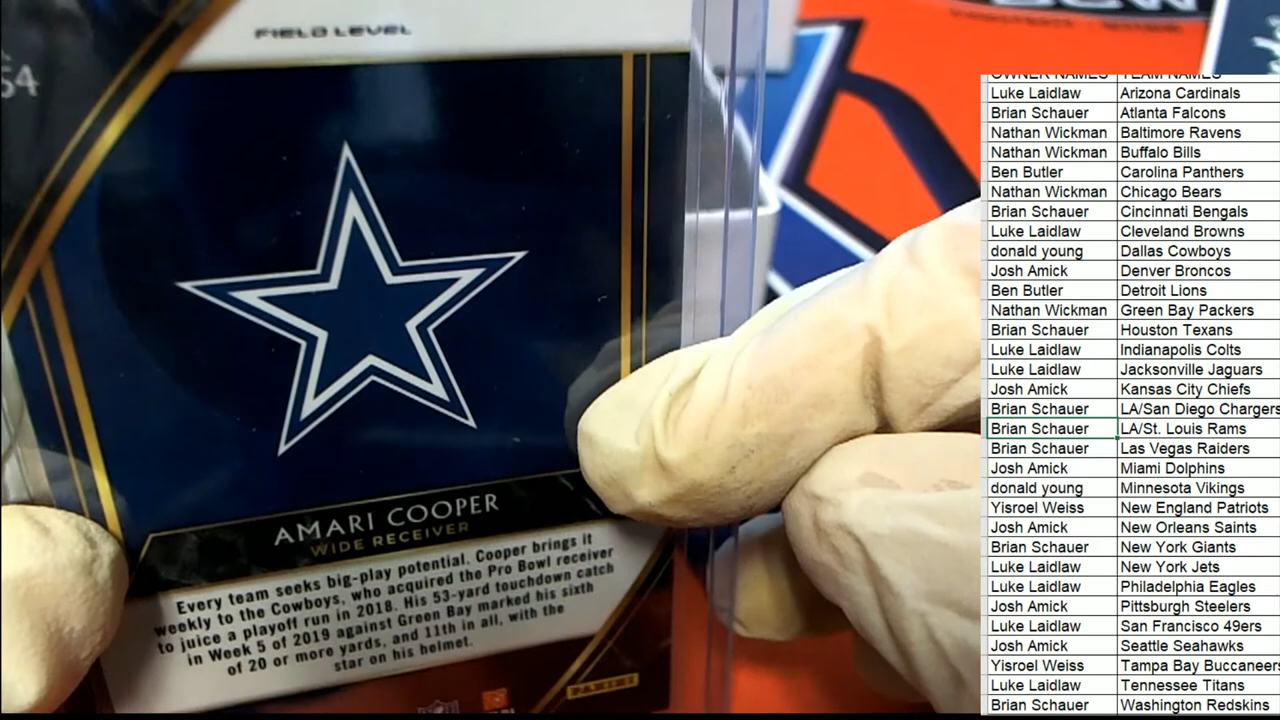 FIELD LEVEL
54
AMARI COOPER
WIDE RECEIVER
Every team seeks big-play potential. Cooper brings it
weekly to the Cowboys, who acquired the Pro Bowl receiver
to juice a playoff run in 2018. His 53-yard touchdown catch
in Week 5 of 2019 against Green Bay marked his sixth
of 20 or more yards, and 11th in all, with the
star on his helmet.
PANINI
OWNER NAMES TEAM NAMES
Luke Laidlaw Arizona Cardinals
Brian Schauer Atlanta Falcons
Nathan Wickman Baltimore Ravens
Nathan Wickman Buffalo Bills
Ben Butler Carolina Panthers
Nathan Wickman Chicago Bears
Brian Schauer Cincinnati Bengals
Luke Laidlaw Cleveland Browns
donald young Dallas Cowboys
Josh Amick Denver Broncos
Ben Butler Detroit Lions
Nathan Wickman Green Bay Packers
Brian Schauer Houston Texans
Luke Laidlaw Indianapolis Colts
Luke Laidlaw Jacksonville Jaguars
Josh Amick Kansas City Chiefs
Brian Schauer LA/San Diego Chargers
Brian Schauer LA/St. Louis Rams
Brian Schauer Las Vegas Raiders
Josh Amick Miami Dolphins
donald young Minnesota Vikings
Yisroel Weiss New England Patriots
Josh Amick New Orleans Saints
Brian Schauer New York Giants
Luke Laidlaw New York Jets
Luke Laidlaw Philadelphia Eagles
Josh Amick Pittsburgh Steelers
Luke Laidlaw San Francisco 49ers
Josh Amick Seattle Seahawks
Yisroel Weiss Tampa Bay Buccaneers
Luke Laidlaw Tennessee Titans
Brian Schauer Washington Redskins